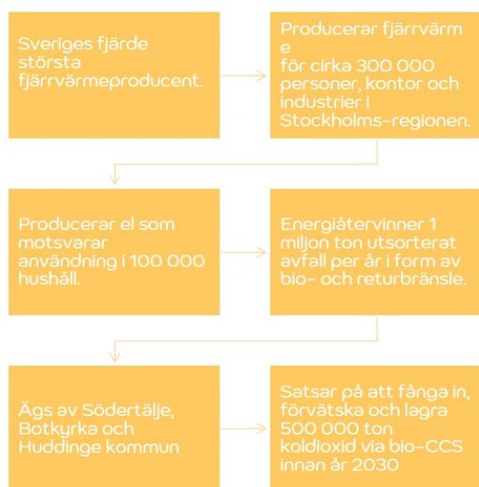 Sveriges fjärde
största
fjärrvärmeproducent.
Producerar fjärrvärm
e
för cirka 300 000
personer, kontor och
industrier i
Stockholms-regionen.
Producerar el som
motsvarar
användning i 100 000
hushåll.
Energiåtervinner 1
miljon ton utsorterat
avfall per år i form av
bio- och returbränsle.
Ägs av Södertälje,
Botkyrka och
Huddinge kommun
Satsar på att fånga in,
förvätska och lagra
500 000 ton
koldioxid via bio-CCS
innan år 2030